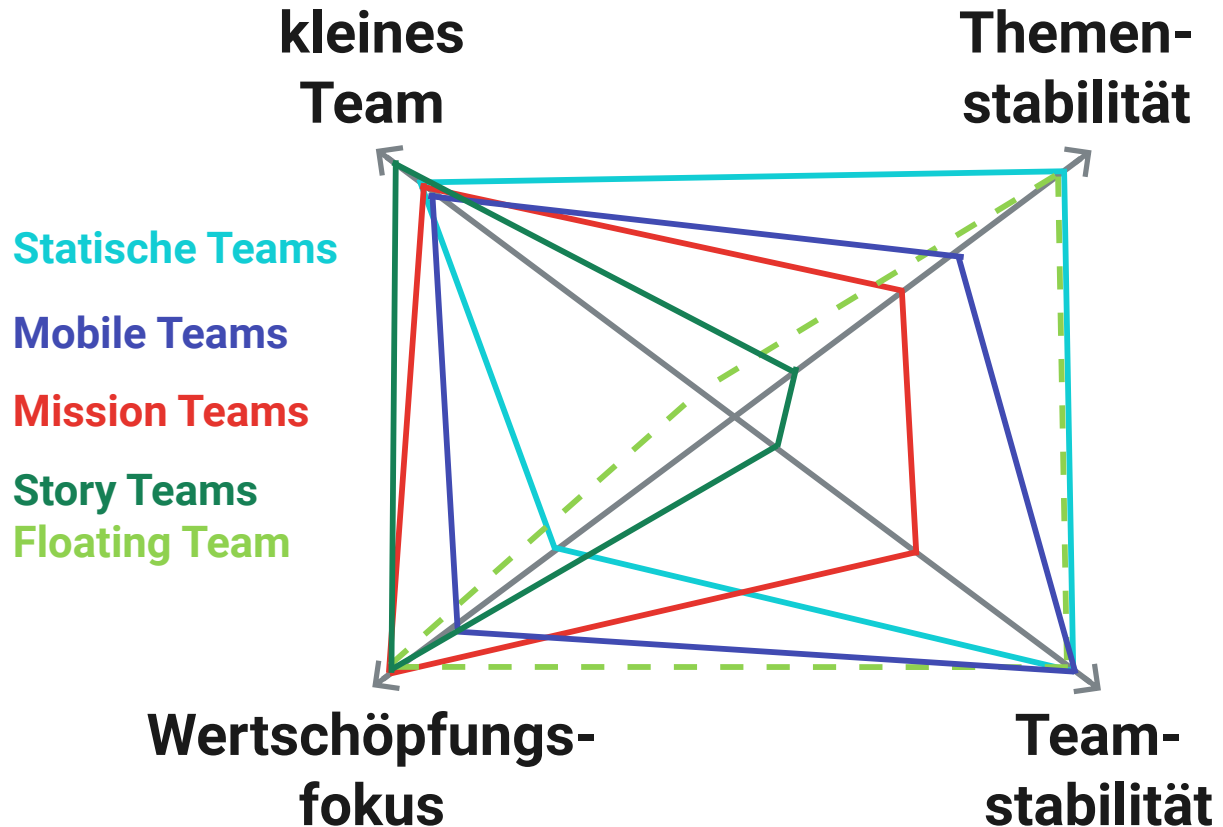 kleines
Team
Themen-
stabilität
Statische Teams
Mobile Teams
Mission Teams
Story Teams
Floating Team
Wertschöpfungs-
fokus
Team-
stabilität